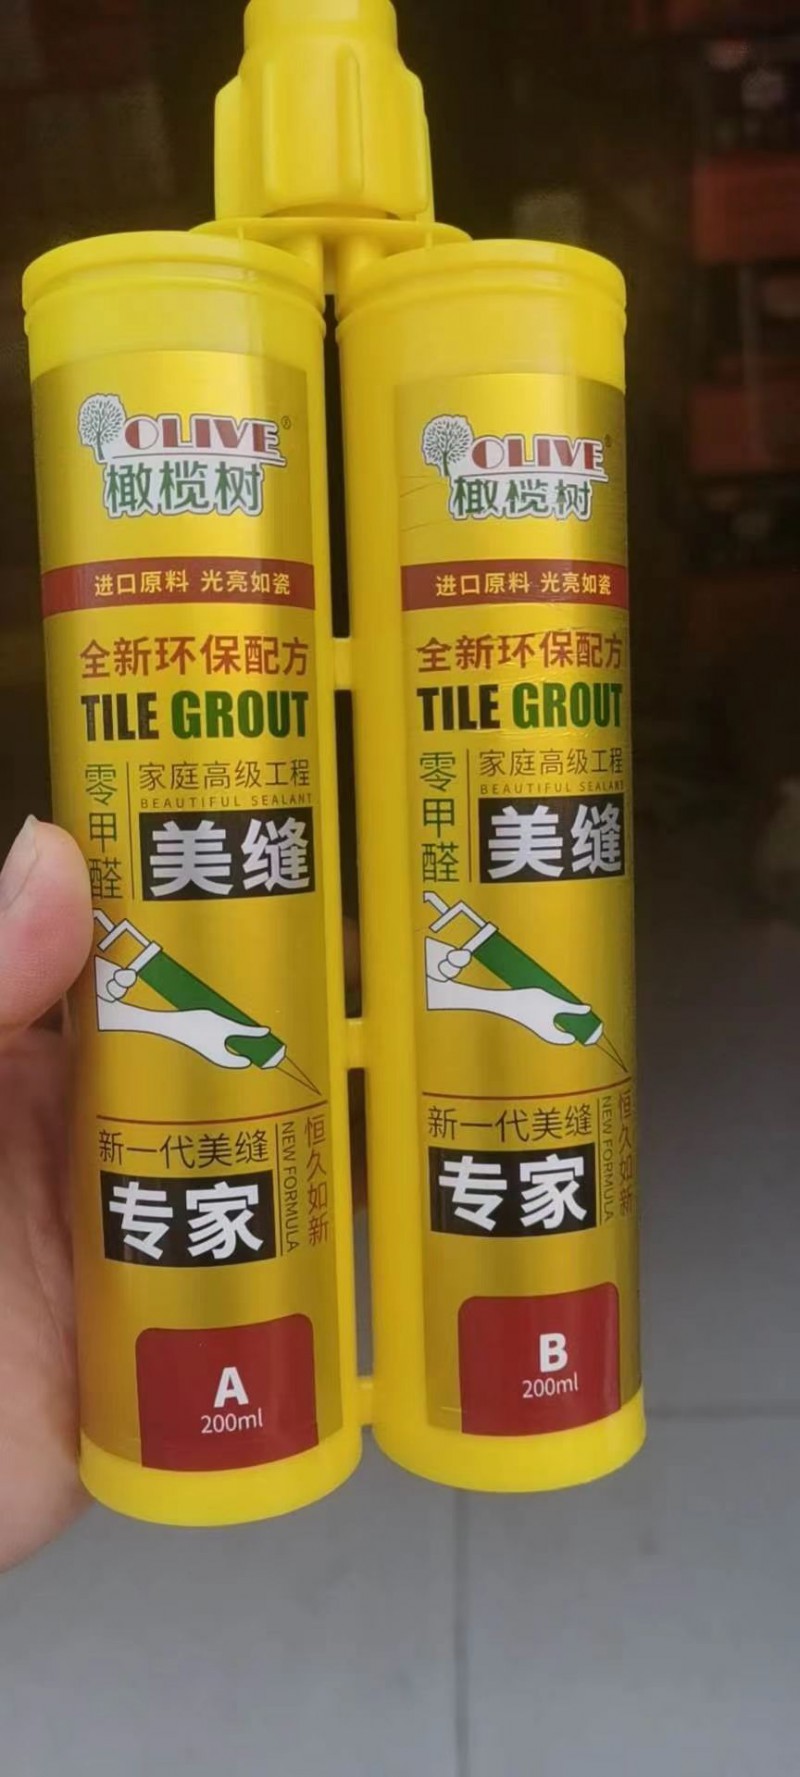 OLIVE®
橄榄树
进口原料 光亮如瓷
全新环保配方
TILE GROUT
零甲醛
家庭高级工程
BEAUTIFUL SEALANT
美缝
新一代美缝
专家
NEW FORMULA
恒久如新
A
200ml
OLIVE®
橄榄树
进口原料 光亮如瓷
全新环保配方
TILE GROUT
零甲醛
家庭高级工程
BEAUTIFUL SEALANT
美缝
新一代美缝
专家
NEW FORMULA
恒久如新
B
200ml